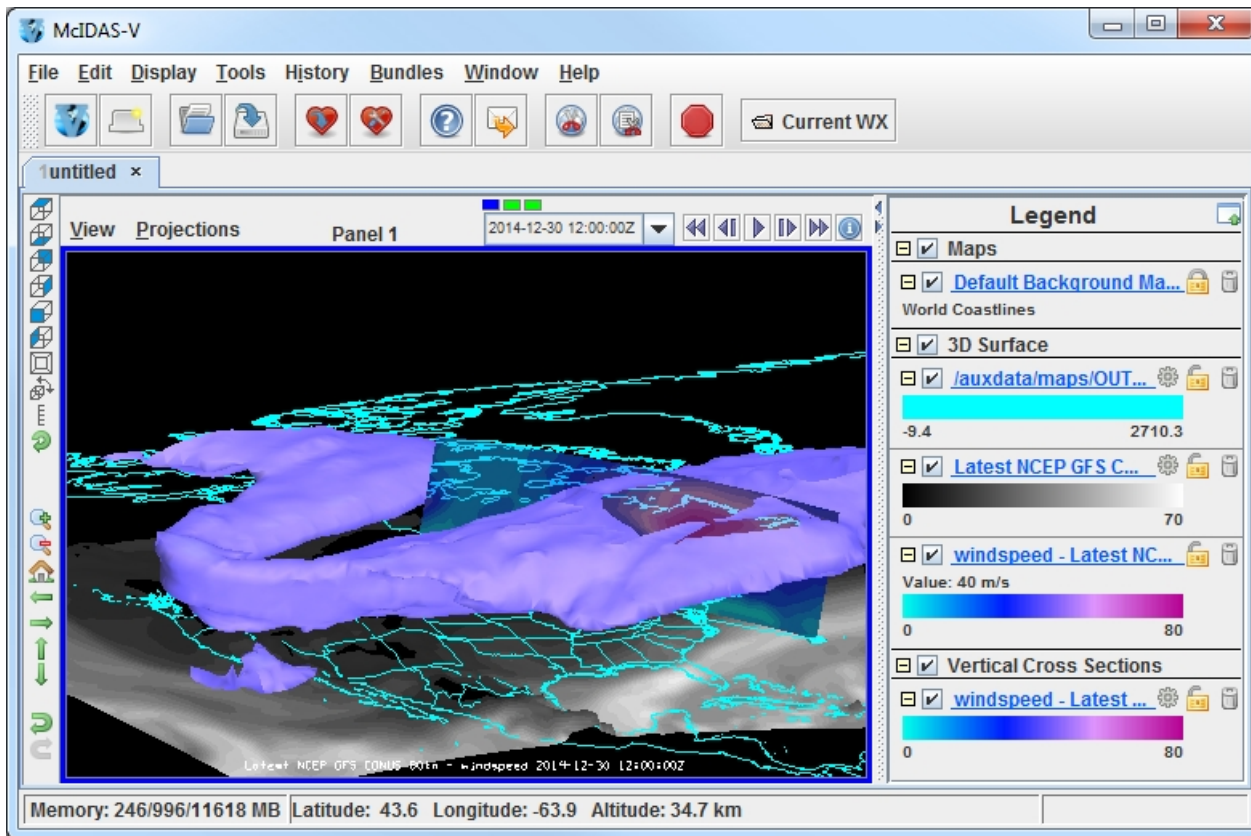 McIDAS-V
File Edit Display Tools History Bundles Window Help
Current WX
1untitled ×
View Projections Panel 1 2014-12-30 12:00:00Z
Latest NCEP GFS CONUS 80km - windspeed 2014-12-30 12:00:00Z
Legend
Maps
Default Background Ma...
World Coastlines
3D Surface
/auxdata/maps/OUT...
-9.4 2710.3
Latest NCEP GFS C...
0 70
windspeed - Latest NC...
Value: 40 m/s
0 80
Vertical Cross Sections
windspeed - Latest ...
0 80
Memory: 246/996/11618 MB Latitude: 43.6 Longitude: -63.9 Altitude: 34.7 km